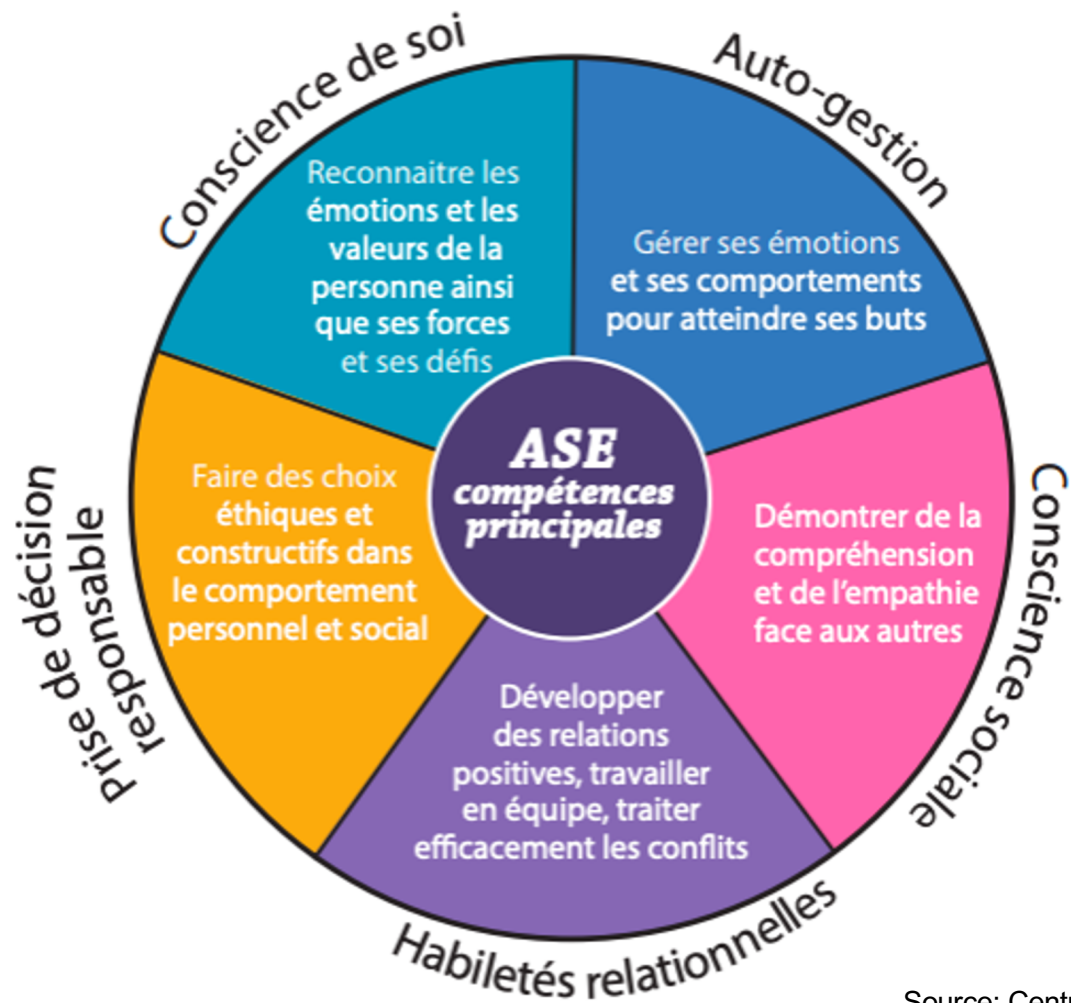 Conscience de soi
Reconnaitre les
émotions et les
valeurs de la
personne ainsi
que ses forces
et ses défis
Auto-gestion
Gérer ses émotions
et ses comportements
pour atteindre ses buts
Conscience sociale
Démontrer de la
compréhension
et de l'empathie
face aux autres
Habiletés relationnelles
Développer
des relations
positives, travailler
en équipe, traiter
efficacement les conflits
Prise de décision
responsable
Faire des choix
éthiques et
constructifs dans
le comportement
personnel et social
ASE
compétences
principales
Source: